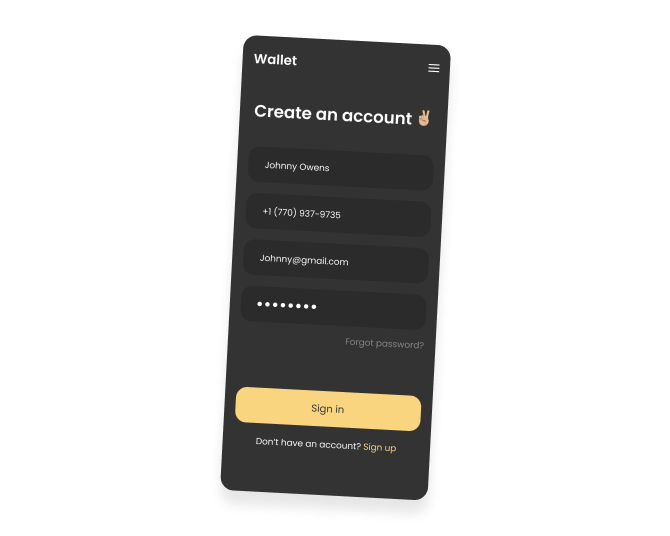 Wallet
Create an account ✌🏼
Johnny Owens
+1 (770) 937-9735
Johnny@gmail.com
●●●●●●●●
Forgot password?
Sign in
Don't have an account? Sign up